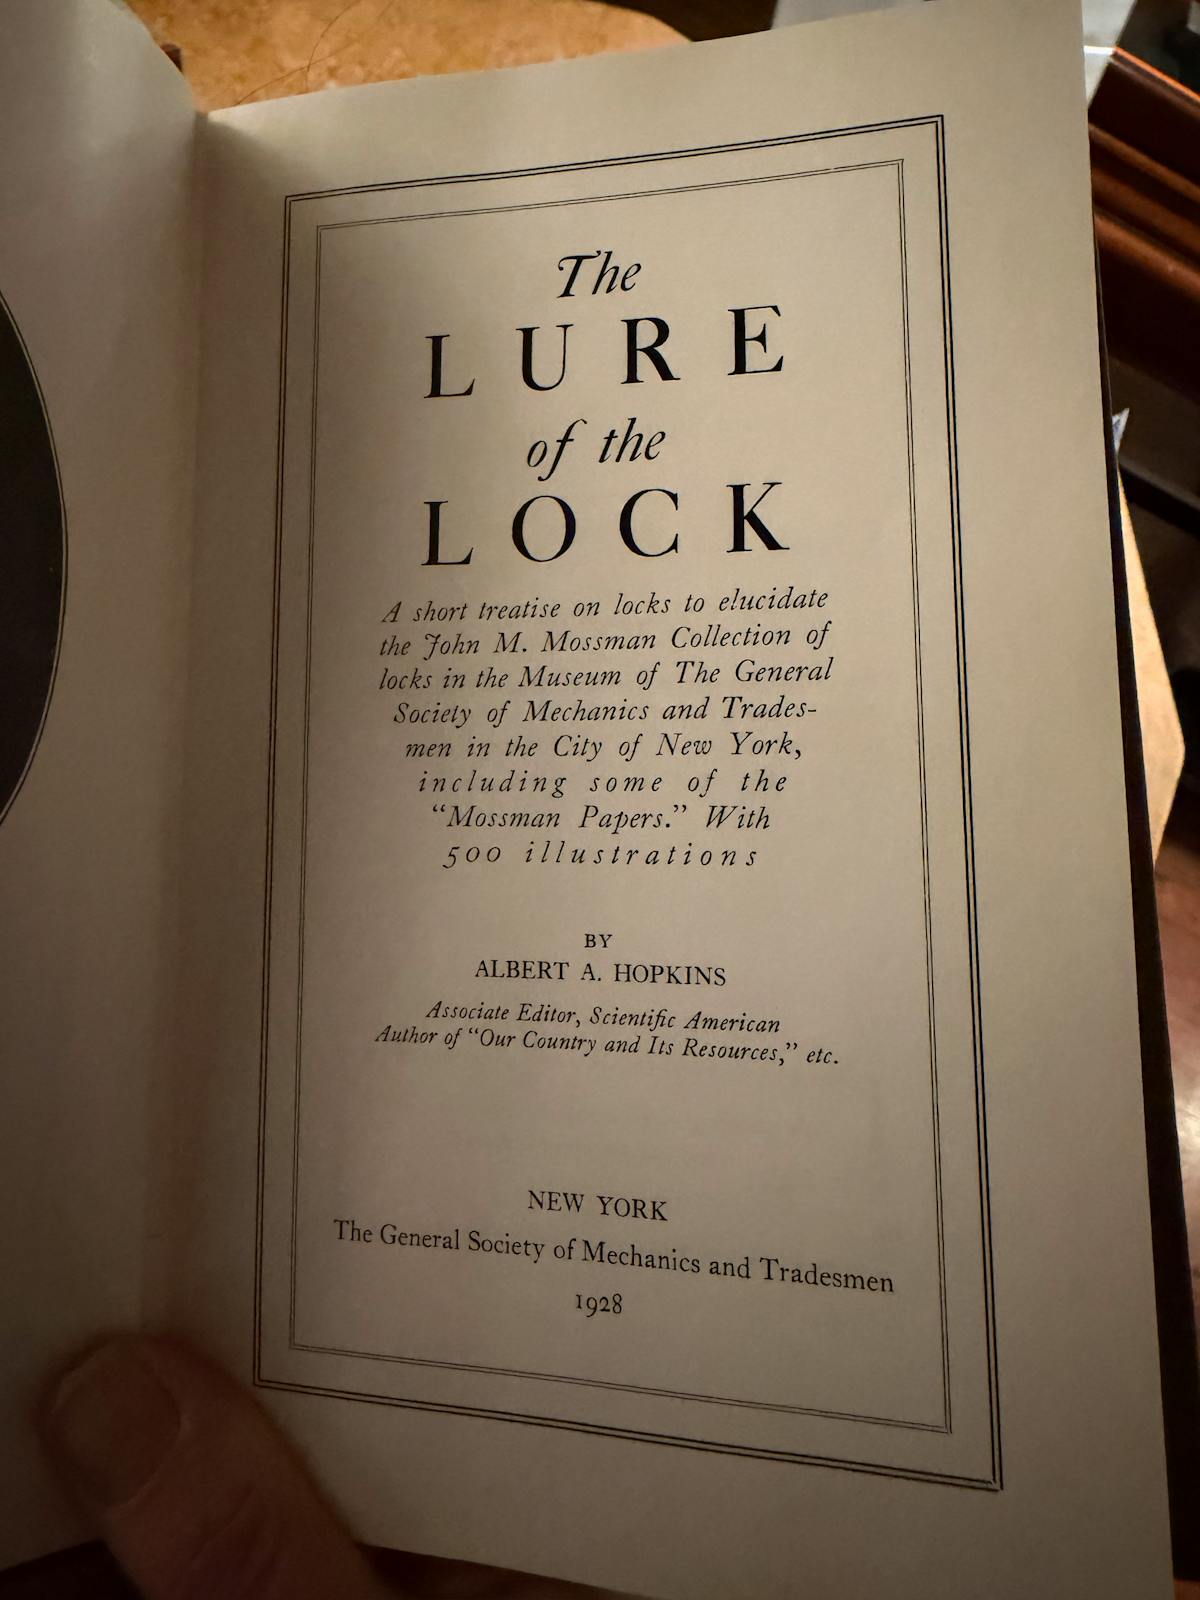 The
LURE
of the
LOCK
A short treatise on locks to elucidate
the John M. Mossman Collection of
locks in the Museum of The General
Society of Mechanics and Trades-
men in the City of New York,
including some of the
“Mossman Papers.” With
500 illustrations
BY
ALBERT A. HOPKINS
Associate Editor, Scientific American
Author of “Our Country and Its Resources,” etc.
NEW YORK
The General Society of Mechanics and Tradesmen
1928